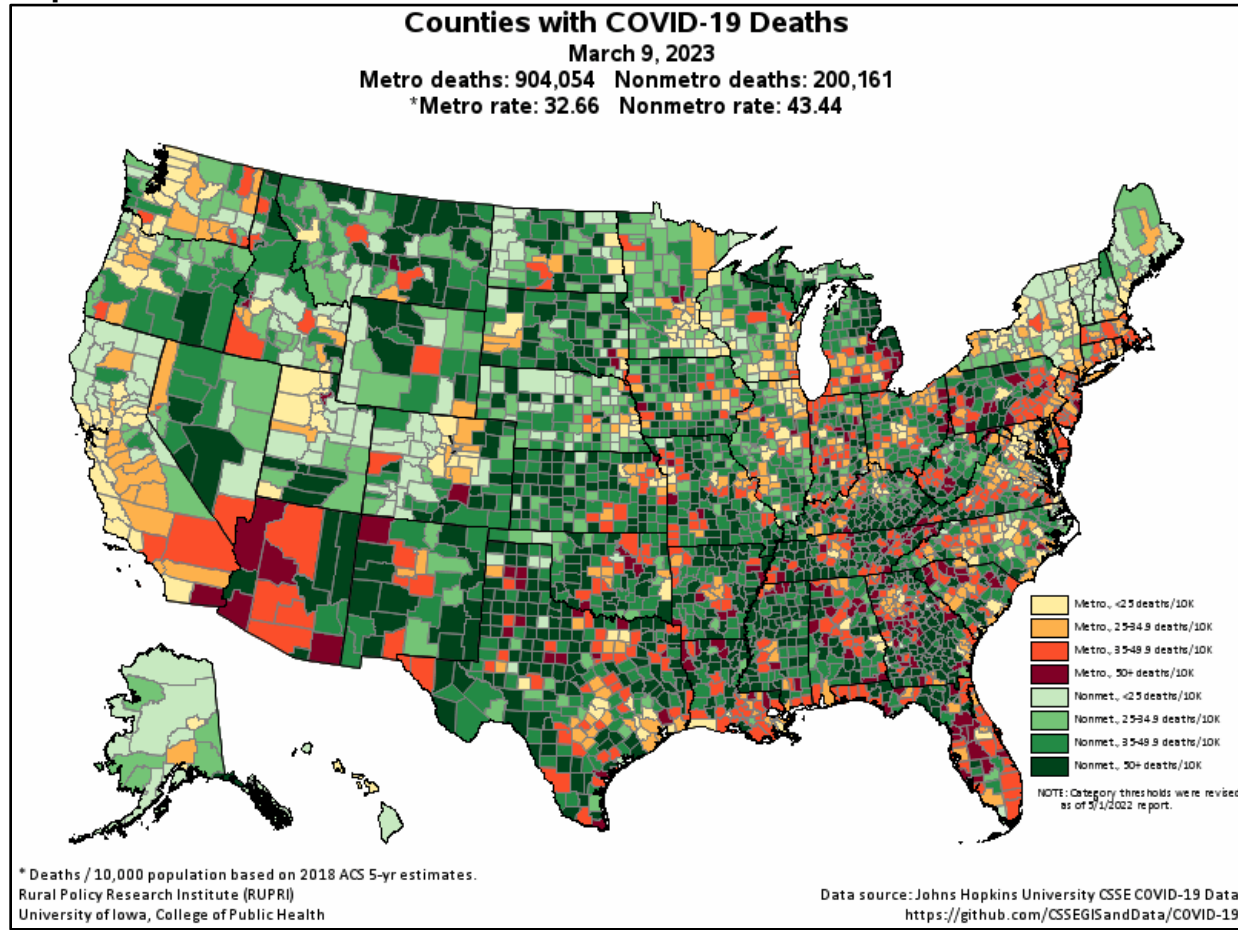 Counties with COVID-19 Deaths
March 9, 2023
Metro deaths: 904,054 Nonmetro deaths: 200,161
*Metro rate: 32.66 Nonmetro rate: 43.44
Metro., <25 deaths/10K
Metro., 25-34.9 deaths/10K
Metro., 35-49.9 deaths/10K
Metro., 50+ deaths/10K
Nonmet., <25 deaths/10K
Nonmet., 25-34.9 deaths/10K
Nonmet., 35-49.9 deaths/10K
Nonmet., 50+ deaths/10K
NOTE: Category thresholds were revised
as of 5/1/2022 report.
* Deaths / 10,000 population based on 2018 ACS 5-yr estimates.
Rural Policy Research Institute (RUPRI)
University of Iowa, College of Public Health
Data source: Johns Hopkins University CSSE COVID-19 Data
https://github.com/CSSEGISandData/COVID-19